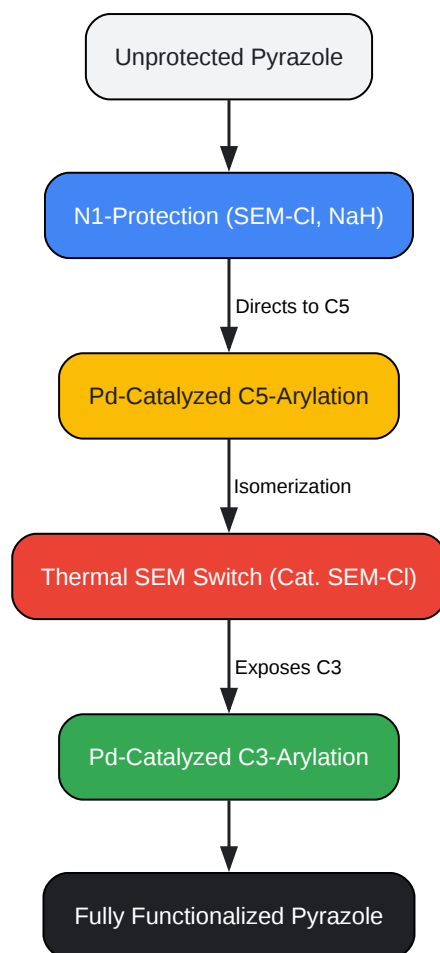 Unprotected Pyrazole
N1-Protection (SEM-Cl, NaH)
Directs to C5
Pd-Catalyzed C5-Arylation
Isomerization
Thermal SEM Switch (Cat. SEM-Cl)
Exposes C3
Pd-Catalyzed C3-Arylation
Fully Functionalized Pyrazole